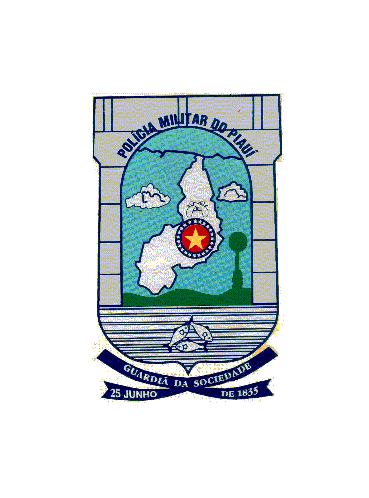 POLÍCIA MILITAR DO PIAUÍ
GUARDIÃ DA SOCIEDADE
25 JUNHO DE 1835